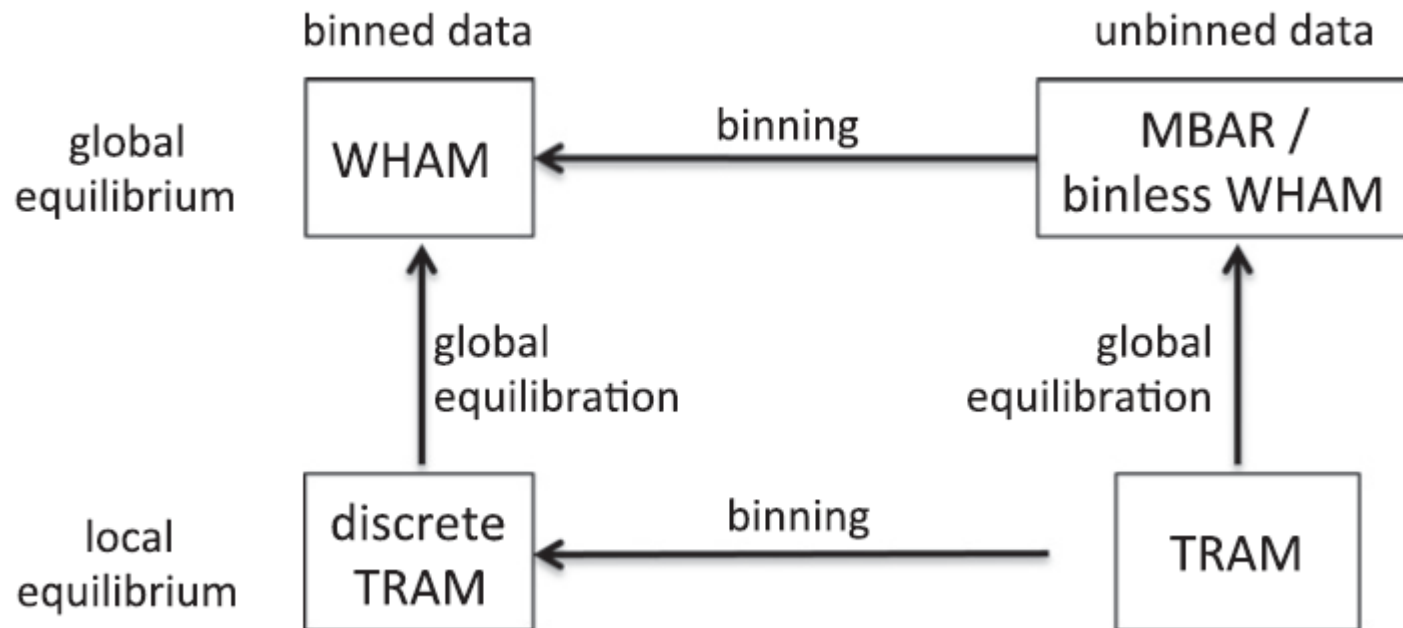 binned data
unbinned data
global
equilibrium
WHAM
binning
MBAR /
binless WHAM
global
equilibration
global
equilibration
local
equilibrium
discrete
TRAM
binning
TRAM